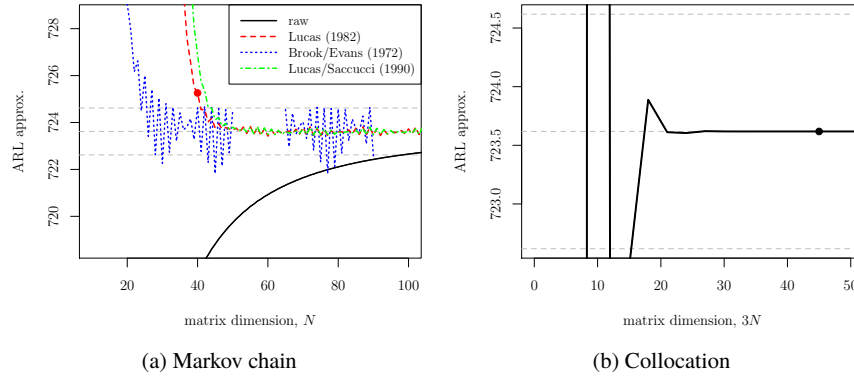 raw
Lucas (1982)
Brook/Evans (1972)
Lucas/Saccucci (1990)
ARL approx.
728
726
724
722
720
20
40
60
80
100
matrix dimension, N
(a) Markov chain
ARL approx.
724.5
724.0
723.5
723.0
0
10
20
30
40
50
matrix dimension, 3N
(b) Collocation